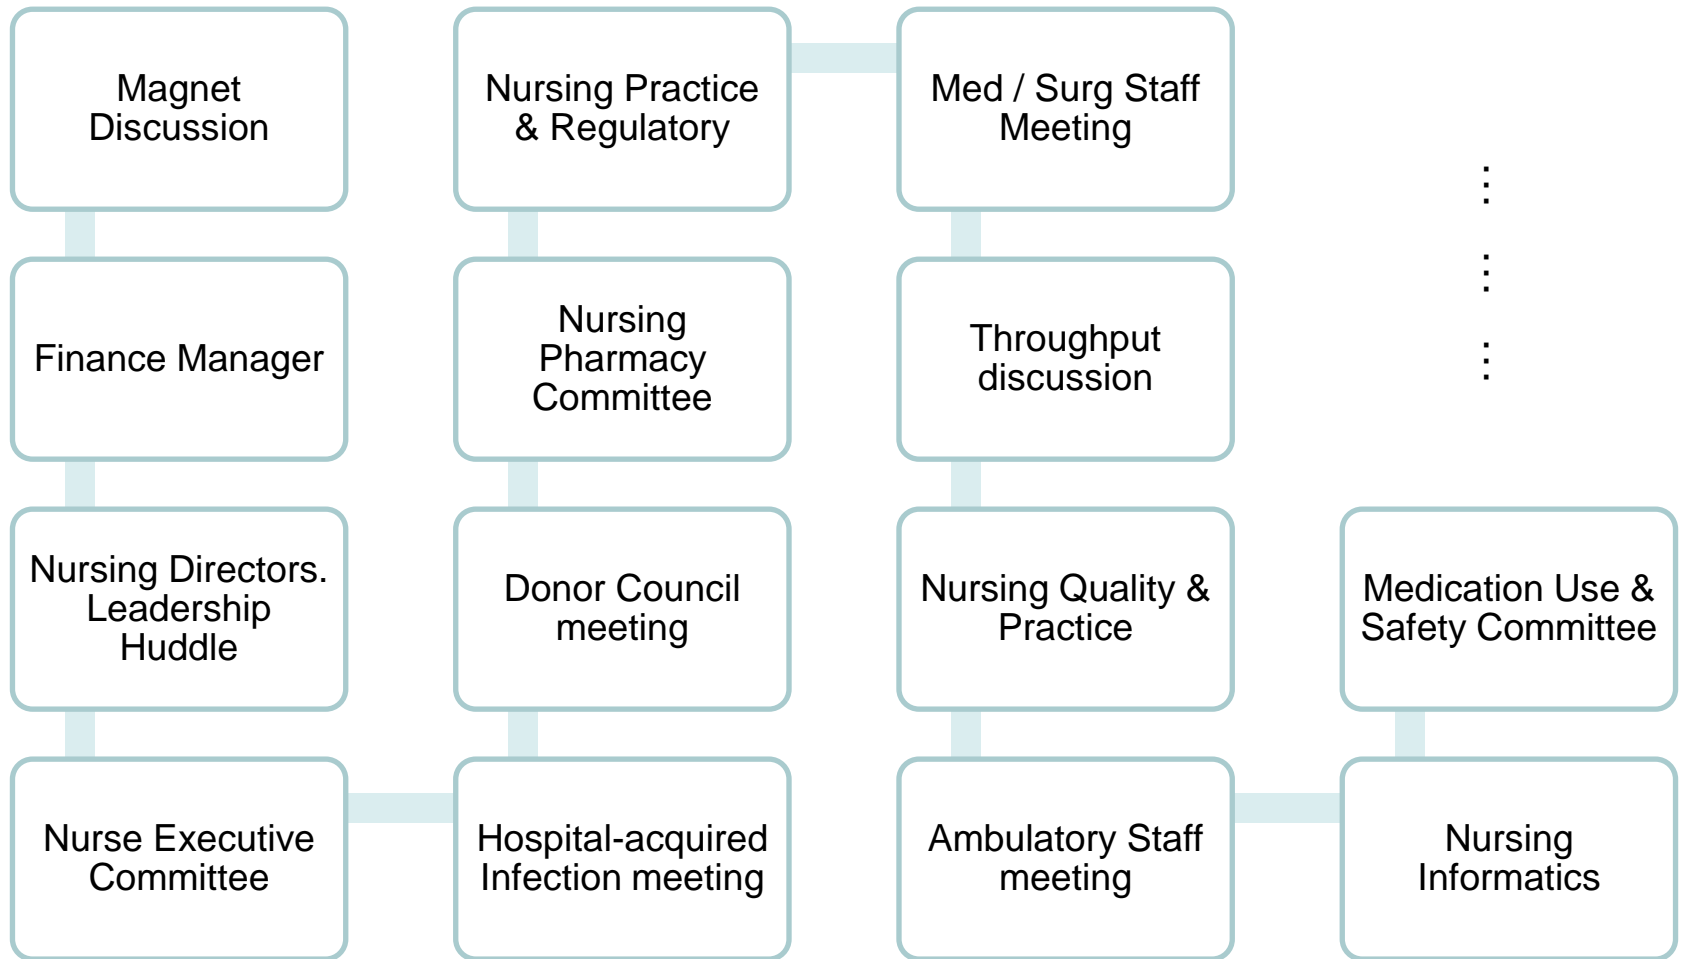 Magnet
Discussion
Finance Manager
Nursing Directors.
Leadership
Huddle
Nurse Executive
Committee
Hospital-acquired
Infection meeting
Donor Council
meeting
Nursing
Pharmacy
Committee
Nursing Practice
& Regulatory
Med / Surg Staff
Meeting
Throughput
discussion
Nursing Quality &
Practice
Ambulatory Staff
meeting
Nursing
Informatics
Medication Use &
Safety Committee
⋮
⋮
⋮